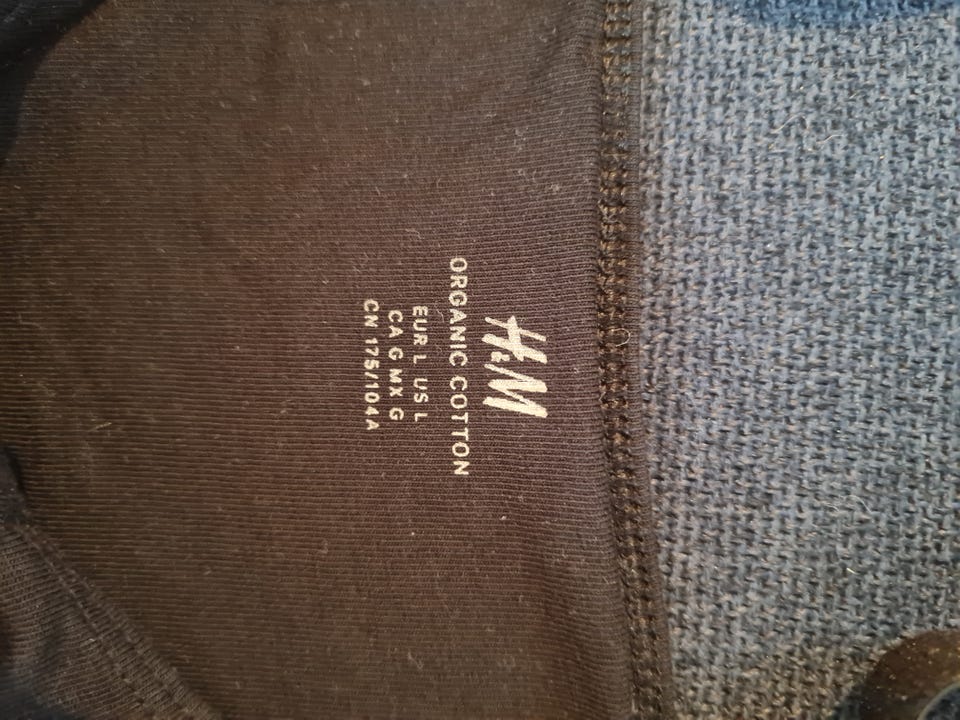 H&M
ORGANIC COTTON
EUR L US L
CA G MX G
CN 175/104A